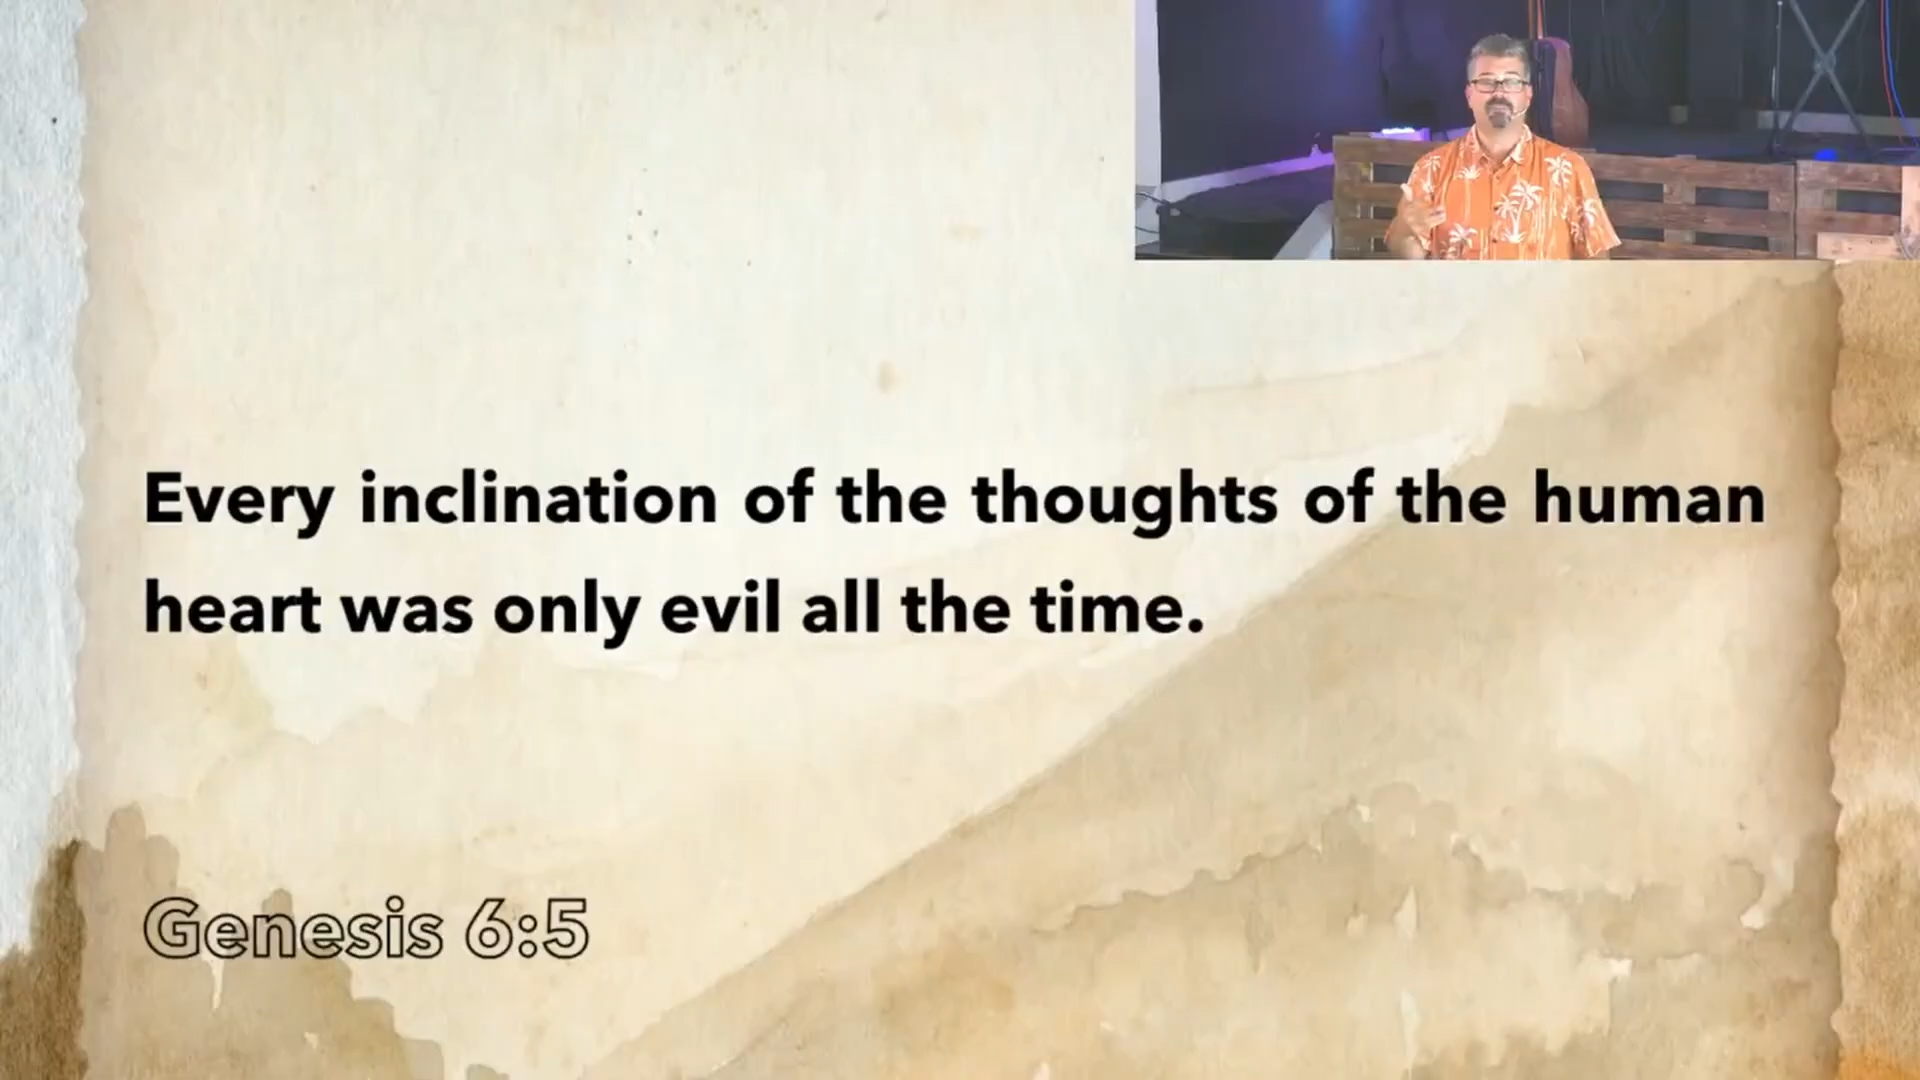 Every inclination of the thoughts of the human
heart was only evil all the time.
Genesis 6:5